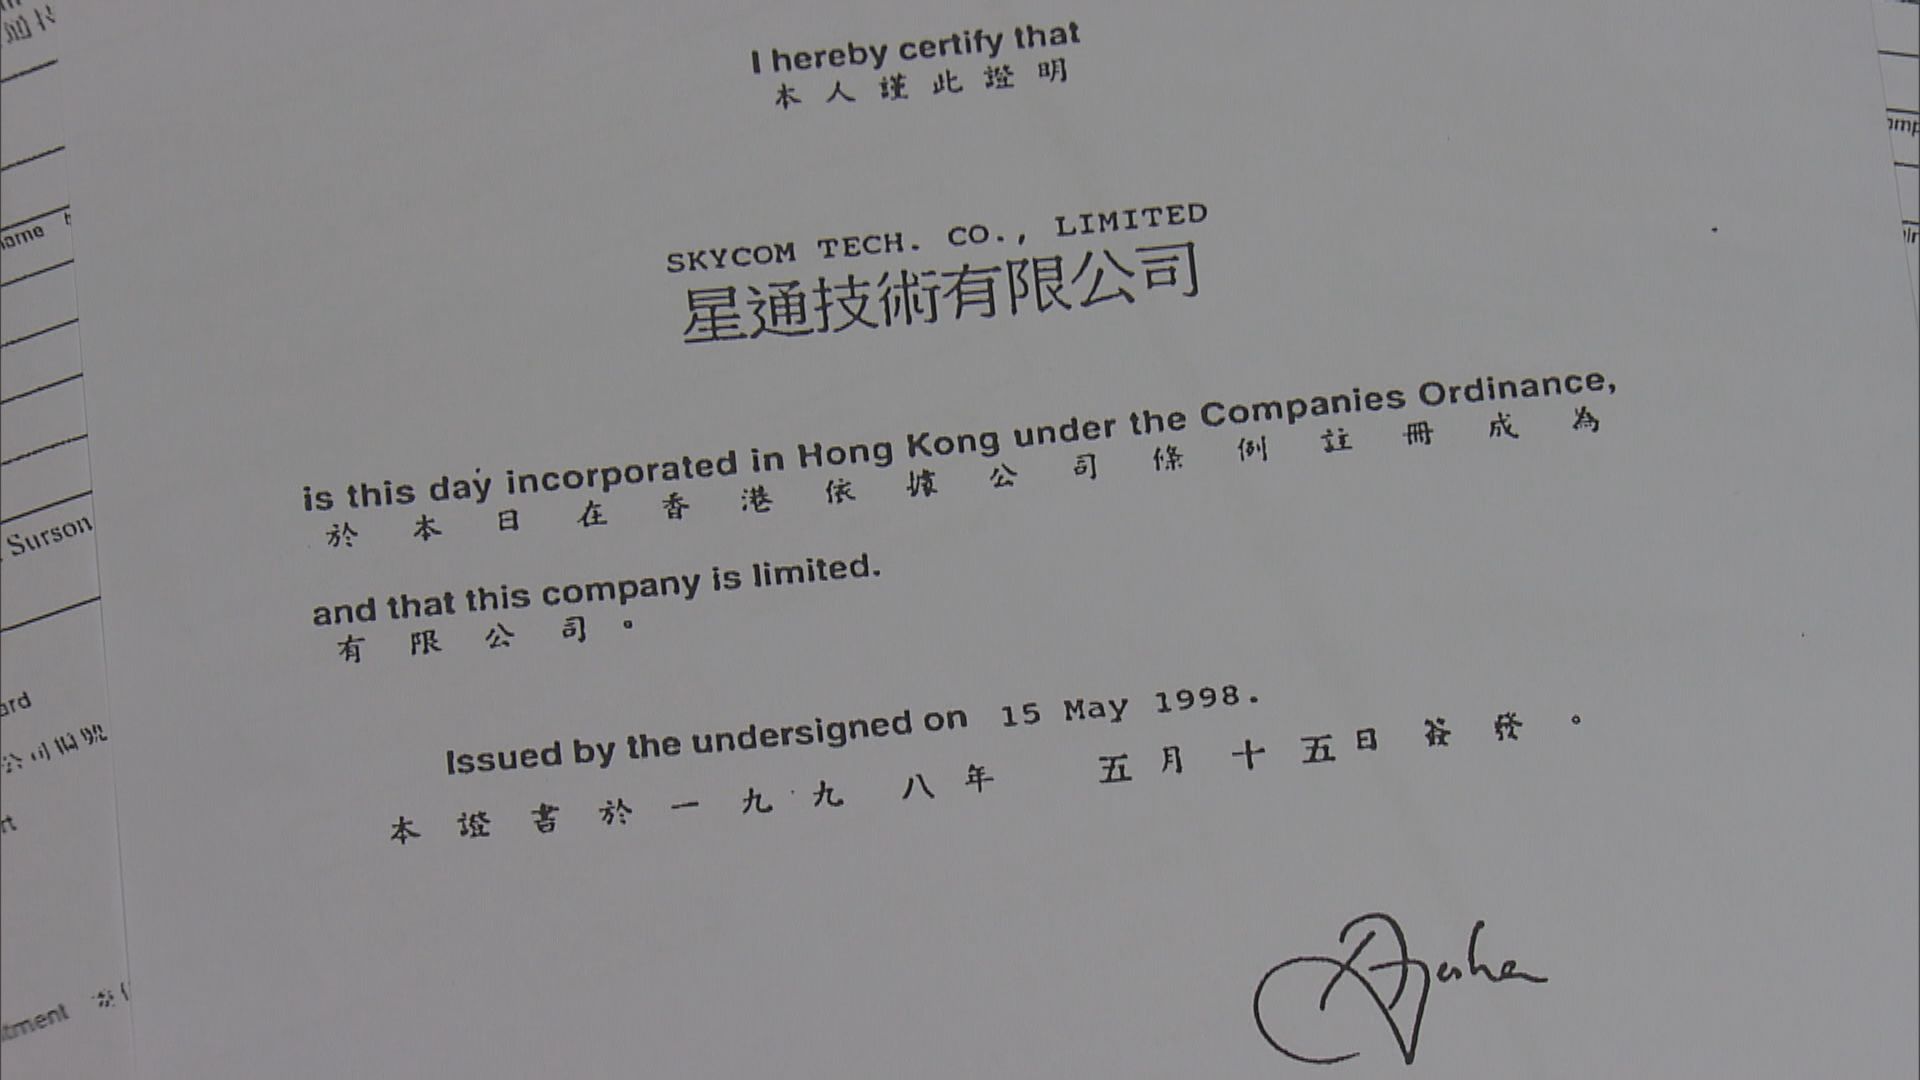 I hereby certify that
本人謹此證明
SKYCOM TECH. CO., LIMITED
星通技術有限公司
is this day incorporated in Hong Kong under the Companies Ordinance,
於本日在香港依據公司條例註冊成為
and that this company is limited.
有限公司。
Issued by the undersigned on 15 May 1998.
本證書於一九九八年 五月十五日簽發。
Surson